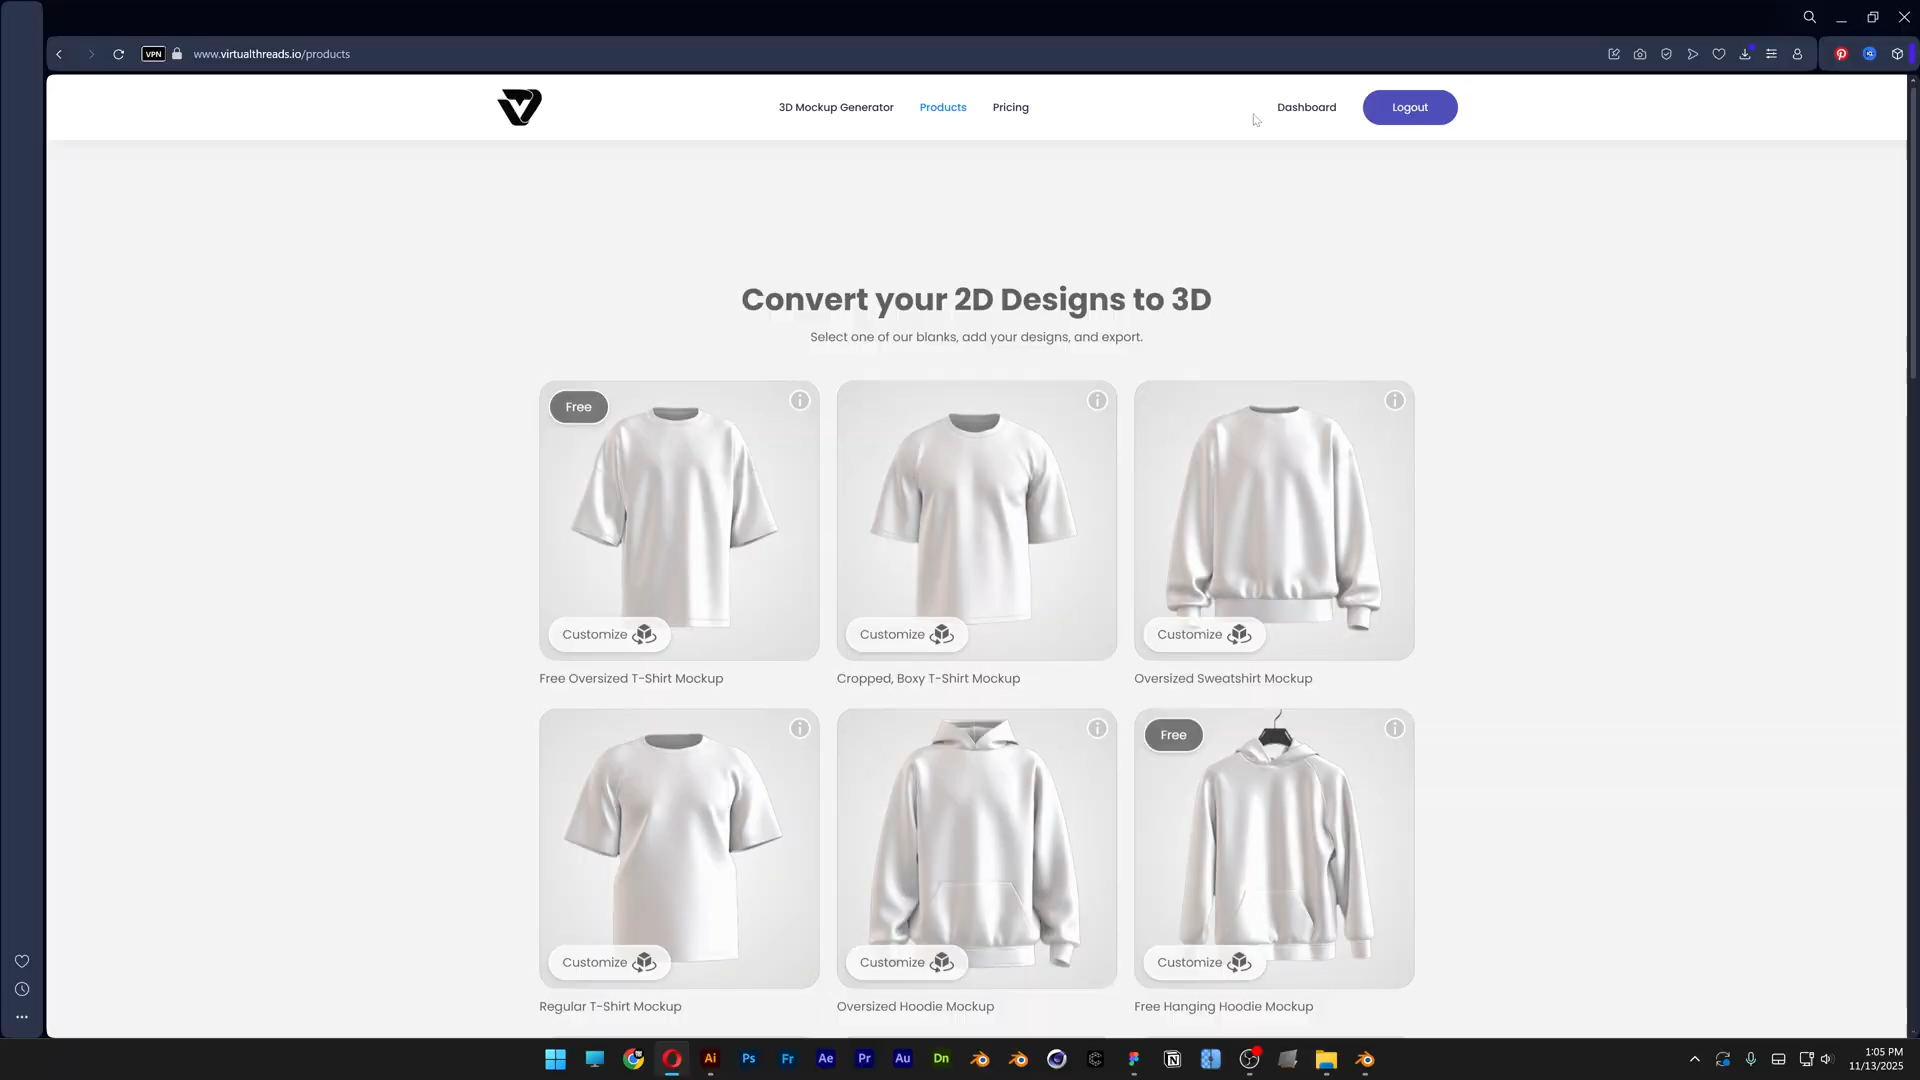 VPN
www.virtualthreads.io/products
3D Mockup Generator
Products
Pricing
Dashboard
Logout
Convert your 2D Designs to 3D
Select one of our blanks, add your designs, and export.
Free
Customize
Customize
Customize
Free Oversized T-Shirt Mockup
Cropped, Boxy T-Shirt Mockup
Oversized Sweatshirt Mockup
Free
Customize
Customize
Customize
Regular T-Shirt Mockup
Oversized Hoodie Mockup
Free Hanging Hoodie Mockup
Ai
Ps
Fr
Ae
Pr
Au
Dn
1:05 PM
11/13/2025